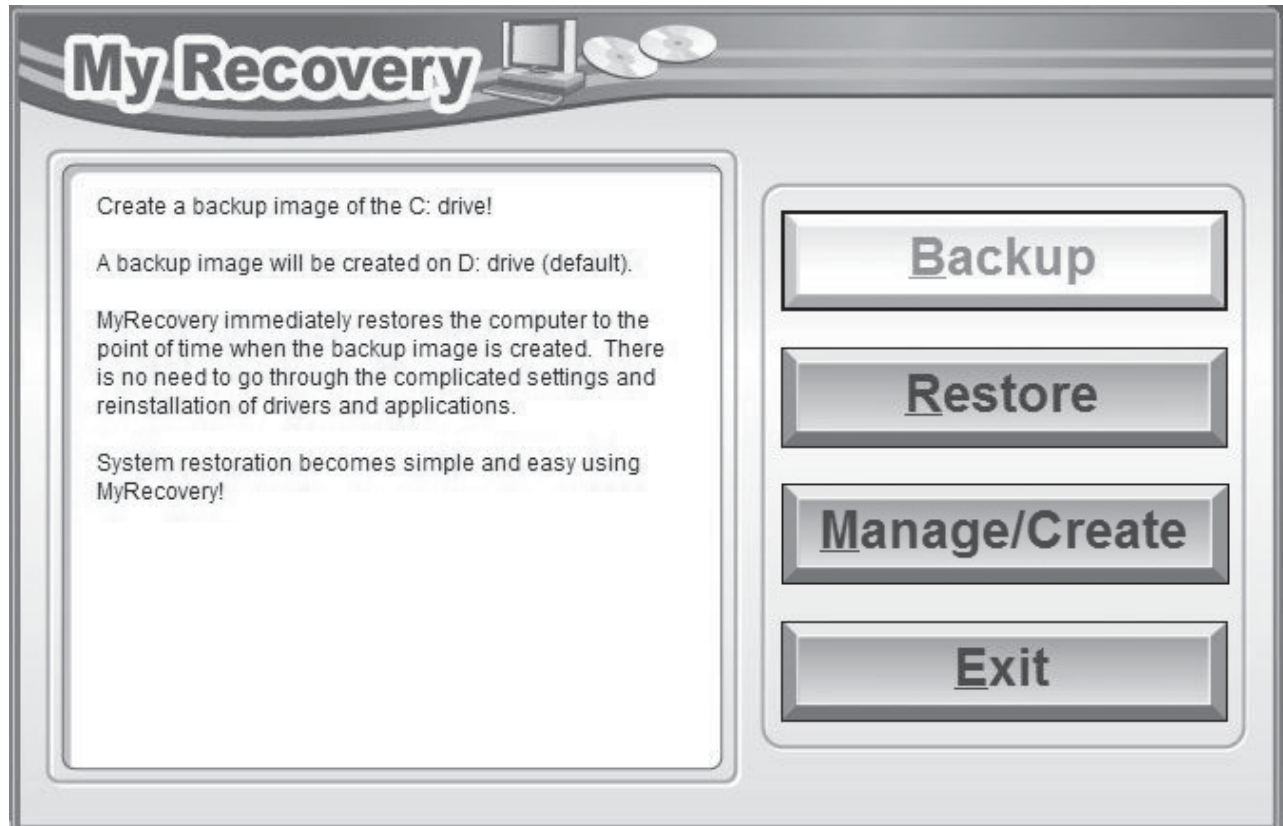 My Recovery
Create a backup image of the C: drive!
A backup image will be created on D: drive (default).
MyRecovery immediately restores the computer to the
point of time when the backup image is created.  There
is no need to go through the complicated settings and
reinstallation of drivers and applications.
System restoration becomes simple and easy using
MyRecovery!
Backup
Restore
Manage/Create
Exit